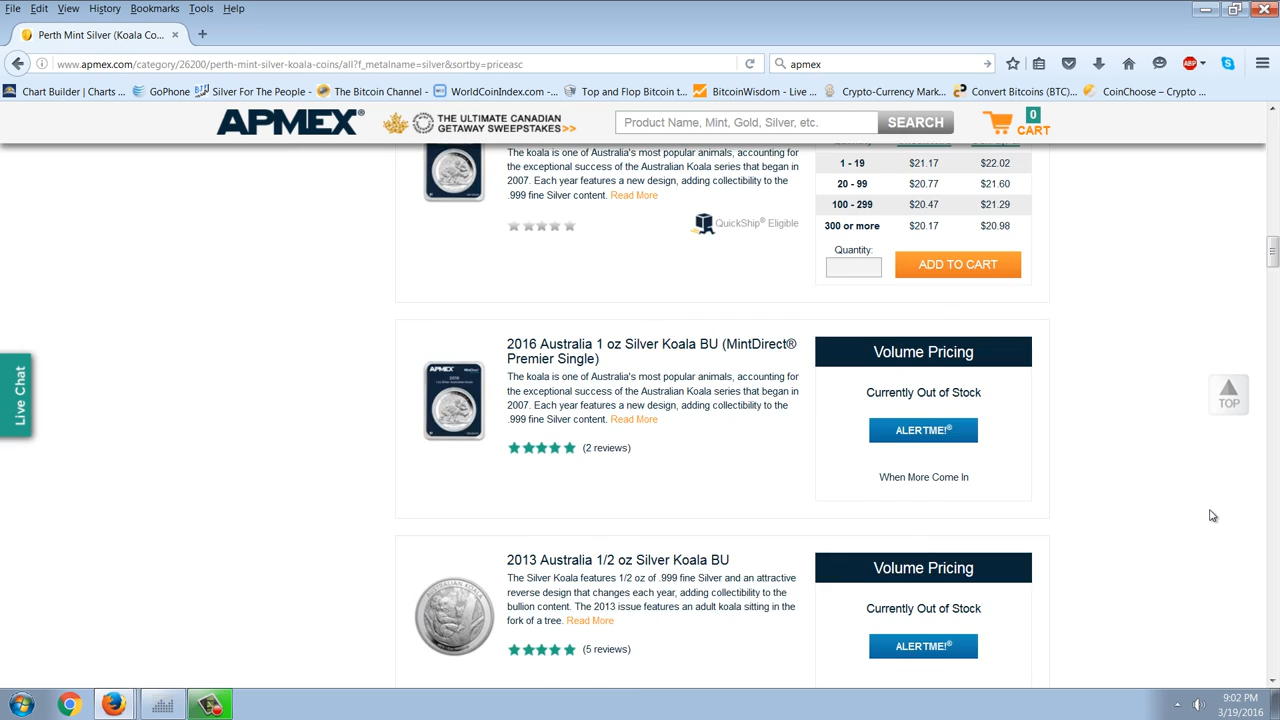 File Edit View History Bookmarks Tools Help
Perth Mint Silver (Koala Co...
www.apmex.com/category/26200/perth-mint-silver-koala-coins/all?f_metalname=silver&sortby=priceasc
apmex
Chart Builder | Charts ... GoPhone Silver For The People - ... The Bitcoin Channel - ... WorldCoinIndex.com -... Top and Flop Bitcoin t... BitcoinWisdom - Live ... Crypto-Currency Mark... Convert Bitcoins (BTC)... CoinChoose – Crypto ...
APMEX®
THE ULTIMATE CANADIAN
GETAWAY SWEEPSTAKES>>
Product Name, Mint, Gold, Silver, etc.
SEARCH
0
CART
The koala is one of Australia's most popular animals, accounting for
the exceptional success of the Australian Koala series that began in
2007. Each year features a new design, adding collectibility to the
.999 fine Silver content. Read More
QuickShip® Eligible
1 - 19 $21.17 $22.02
20 - 99 $20.77 $21.60
100 - 299 $20.47 $21.29
300 or more $20.17 $20.98
Quantity:
ADD TO CART
2016 Australia 1 oz Silver Koala BU (MintDirect®
Premier Single)
The koala is one of Australia's most popular animals, accounting for
the exceptional success of the Australian Koala series that began in
2007. Each year features a new design, adding collectibility to the
.999 fine Silver content. Read More
(2 reviews)
Volume Pricing
Currently Out of Stock
ALERTME!®
When More Come In
2013 Australia 1/2 oz Silver Koala BU
The Silver Koala features 1/2 oz of .999 fine Silver and an attractive
reverse design that changes each year, adding collectibility to the
bullion content. The 2013 issue features an adult koala sitting in the
fork of a tree. Read More
(5 reviews)
Volume Pricing
Currently Out of Stock
ALERTME!®
Live Chat
TOP
ABP
9:02 PM
3/19/2016